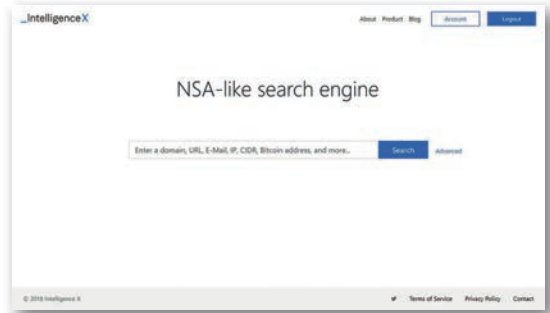 _IntelligenceX
About Product Blog Account Logout
NSA-like search engine
Enter a domain, URL, E-Mail, IP, CIDR, Bitcoin address, and more...
Search
Advanced
© 2018 Intelligence X
Terms of Service Privacy Policy Contact